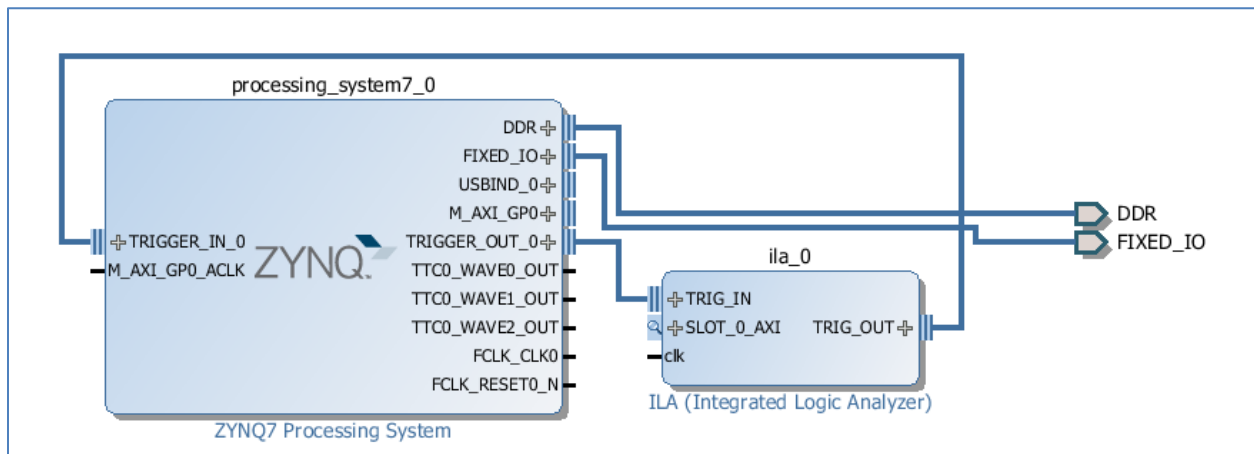 processing_system7_0
DDR
FIXED_IO
USBIND_0
M_AXI_GP0
TRIGGER_IN_0
TRIGGER_OUT_0
M_AXI_GP0_ACLK
ZYNQ
TTC0_WAVE0_OUT
TTC0_WAVE1_OUT
TTC0_WAVE2_OUT
FCLK_CLK0
FCLK_RESET0_N
ZYNQ7 Processing System
ila_0
TRIG_IN
SLOT_0_AXI
TRIG_OUT
clk
ILA (Integrated Logic Analyzer)
DDR
FIXED_IO